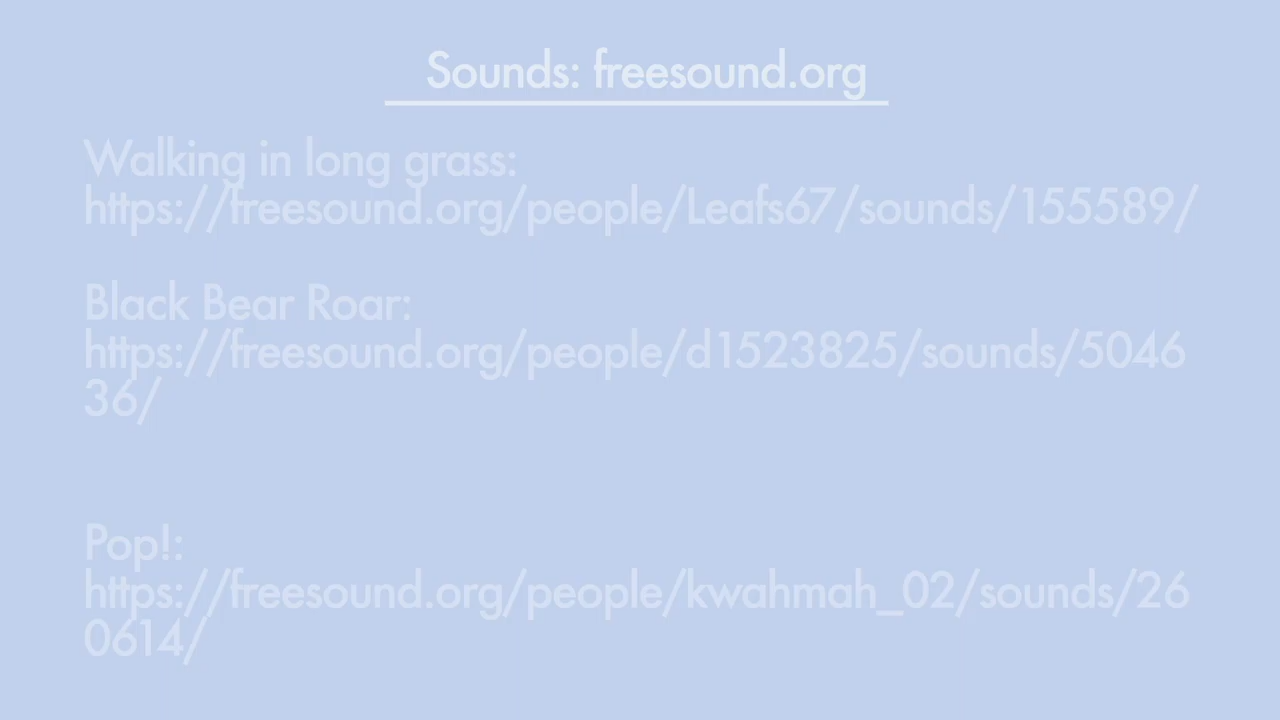 Sounds: freesound.org
Walking in long grass:
https://freesound.org/people/Leafs67/sounds/155589/
Black Bear Roar:
https://freesound.org/people/d1523825/sounds/5046
36/
Pop!:
https://freesound.org/people/kwahmah_02/sounds/26
0614/